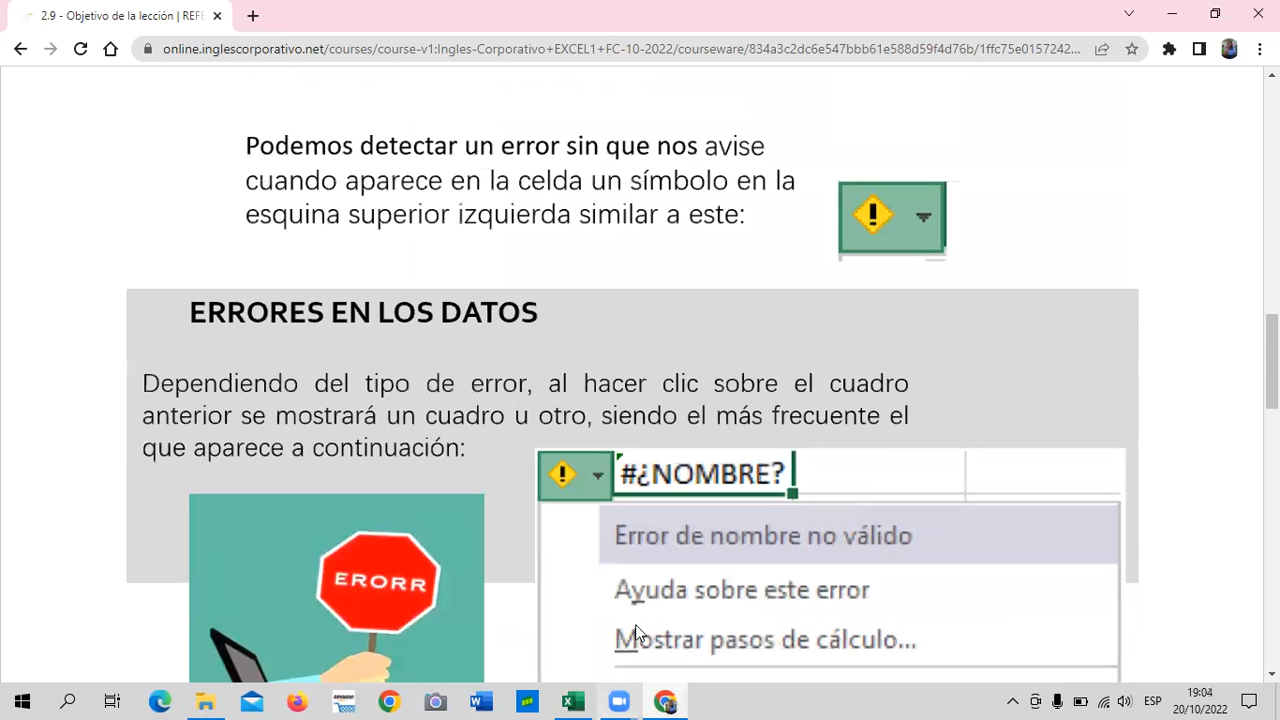 2.9 - Objetivo de la lección | REFE
online.inglescorporativo.net/courses/course-v1:Ingles-Corporativo+EXCEL1+FC-10-2022/courseware/
Podemos detectar un error sin que nos avise
cuando aparece en la celda un símbolo en la
esquina superior izquierda similar a este:
ERRORES EN LOS DATOS
Dependiendo del tipo de error, al hacer clic sobre el cuadro
anterior se mostrará un cuadro u otro, siendo el más frecuente el
que aparece a continuación:
#¿NOMBRE?
Error de nombre no válido
ERORR
Ayuda sobre este error
Mostrar pasos de cálculo...
amazon
ESP
19:04
20/10/2022